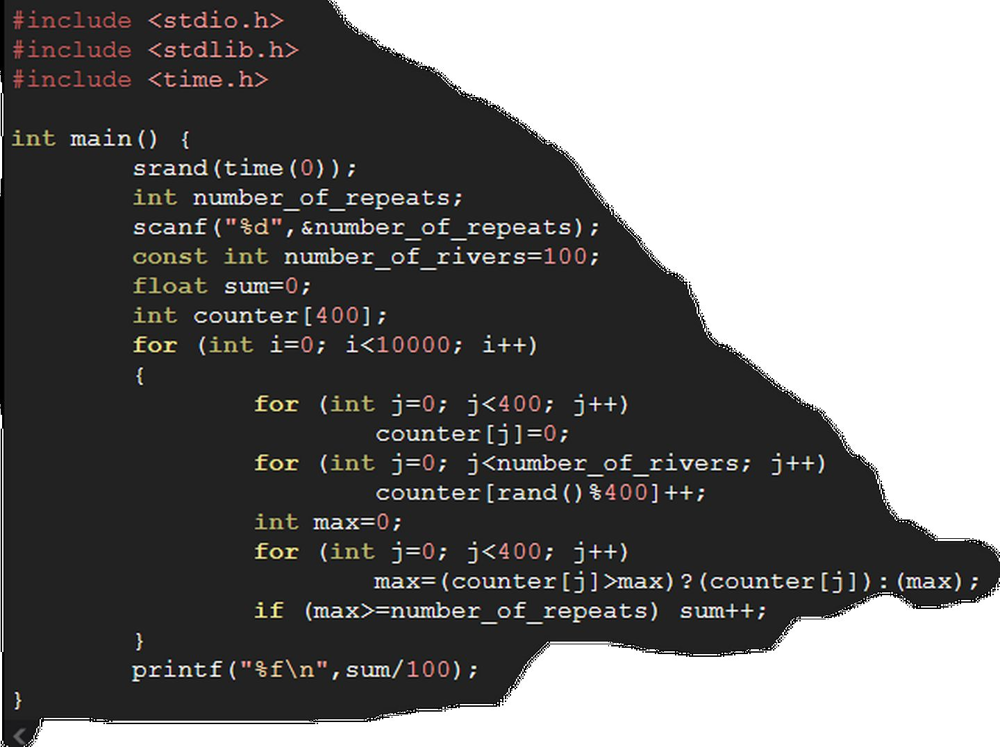 #include <stdio.h>
#include <stdlib.h>
#include <time.h>
int main() {
srand(time(0));
int number_of_repeats;
scanf("%d",&number_of_repeats);
const int number_of_rivers=100;
float sum=0;
int counter[400];
for (int i=0; i<10000; i++)
{
for (int j=0; j<400; j++)
counter[j]=0;
for (int j=0; j<number_of_rivers; j++)
counter[rand()%400]++;
int max=0;
for (int j=0; j<400; j++)
max=(counter[j]>max)?(counter[j]):(max);
if (max>=number_of_repeats) sum++;
}
printf("%f\n",sum/100);
}